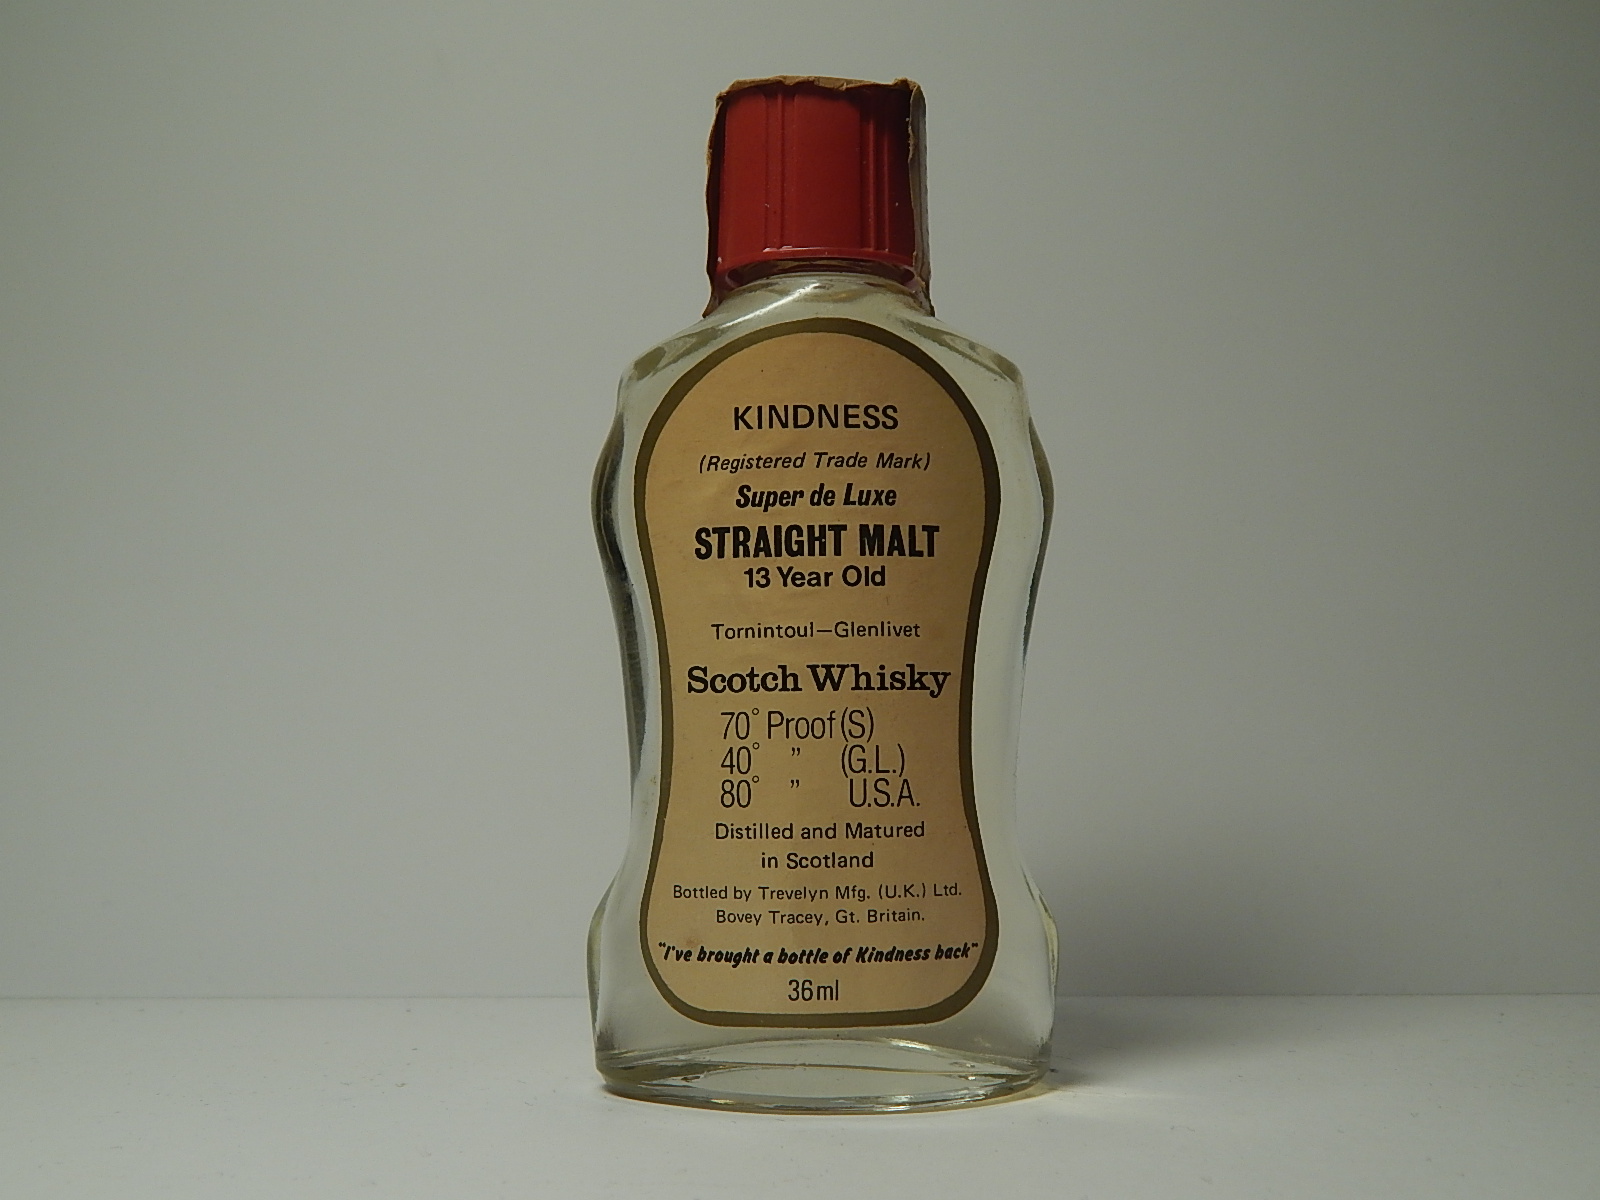 KINDNESS
(Registered Trade Mark)
Super de Luxe
STRAIGHT MALT
13 Year Old
Tornintoul—Glenlivet
Scotch Whisky
70° Proof (S)
40° ” (G.L.)
80° ” U.S.A.
Distilled and Matured
in Scotland
Bottled by Trevelyn Mfg. (U.K.) Ltd.
Bovey Tracey, Gt. Britain.
"I've brought a bottle of Kindness back"
36ml